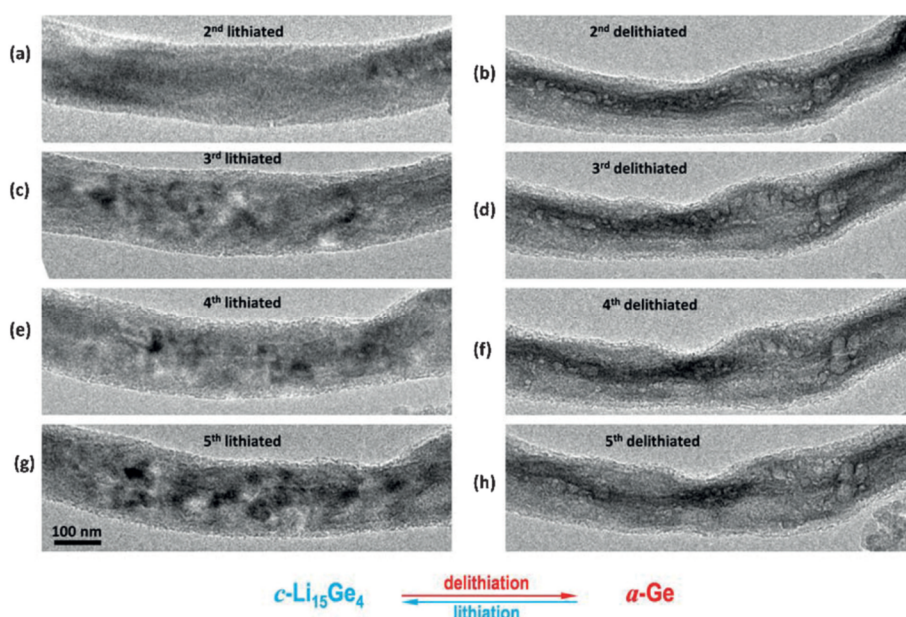 (a) 2nd lithiated
(b) 2nd delithiated
(c) 3rd lithiated
(d) 3rd delithiated
(e) 4th lithiated
(f) 4th delithiated
(g) 5th lithiated
(h) 5th delithiated
100 nm
delithiation
c-Li15Ge4 a-Ge
lithiation